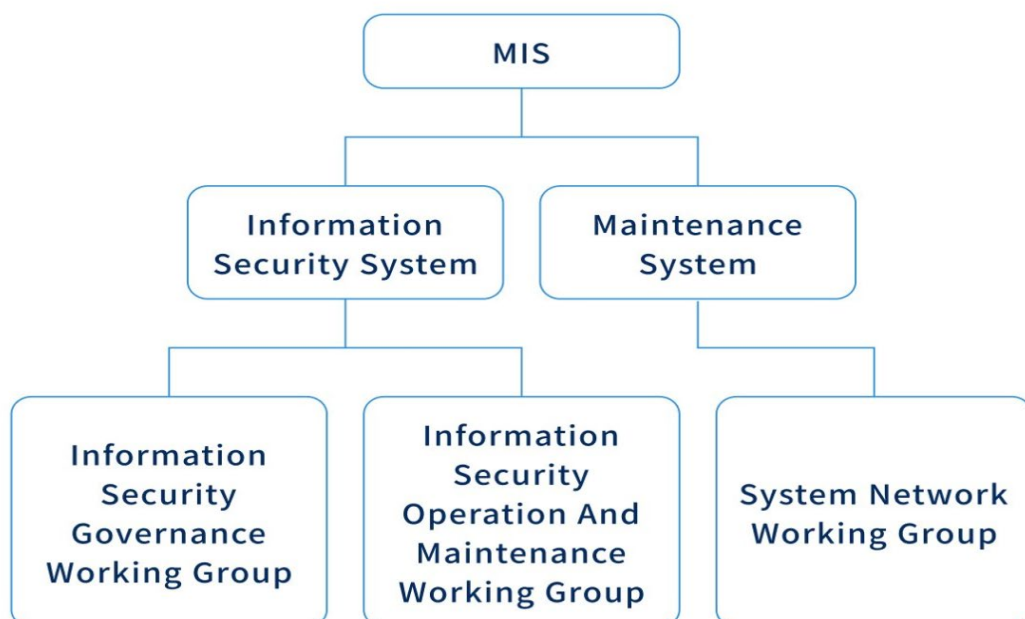 MIS
Information
Security System
Maintenance
System
Information
Security
Governance
Working Group
Information
Security
Operation And
Maintenance
Working Group
System Network
Working Group